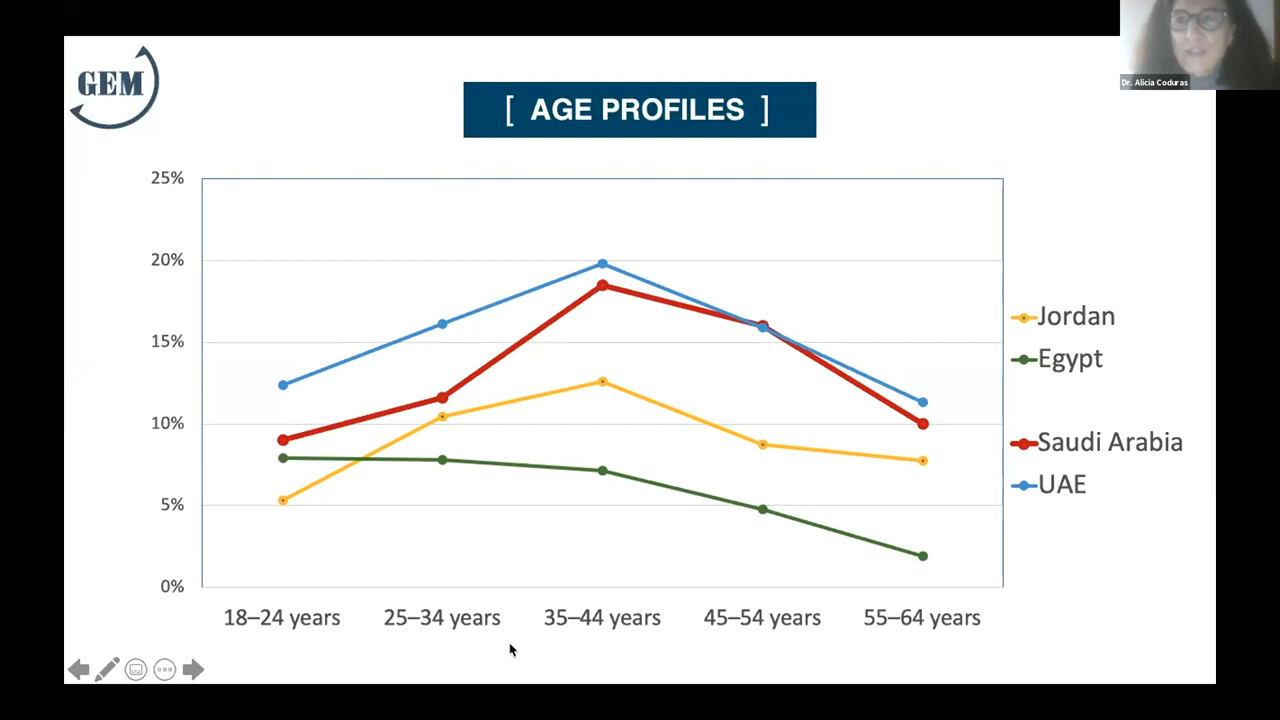 GEM
Dr. Alicia Coduras
[ AGE PROFILES ]
25%
20%
15%
10%
5%
0%
18–24 years
25–34 years
35–44 years
45–54 years
55–64 years
Jordan
Egypt
Saudi Arabia
UAE